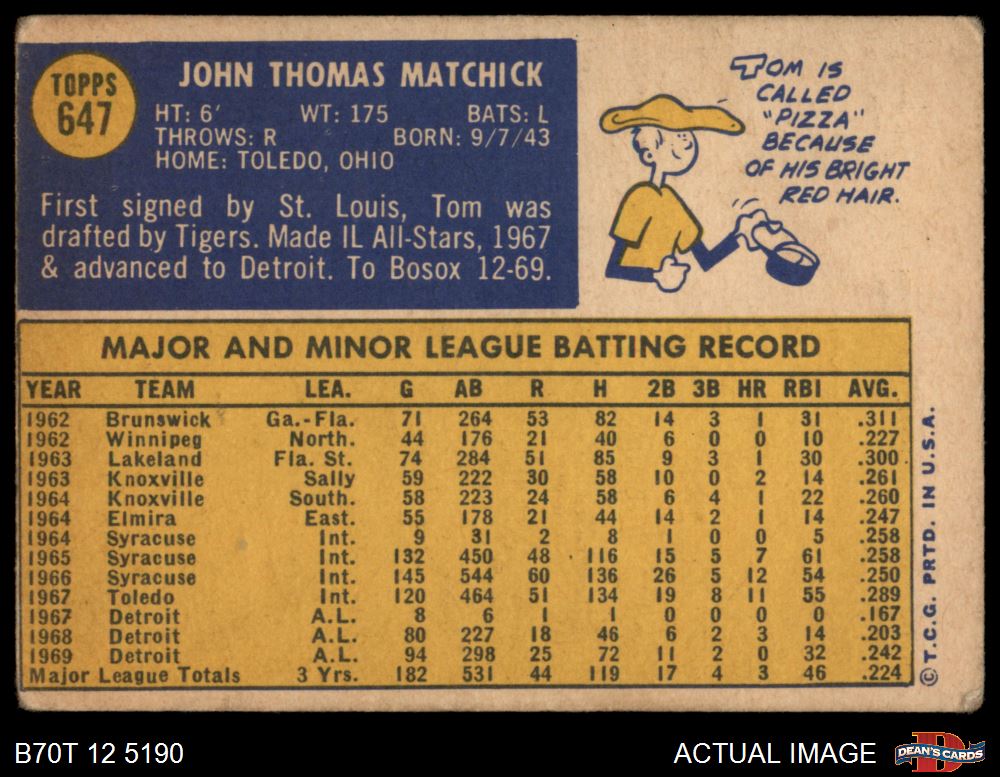 TOPPS
647
JOHN THOMAS MATCHICK
HT: 6' WT: 175 BATS: L
THROWS: R BORN: 9/7/43
HOME: TOLEDO, OHIO
First signed by St. Louis, Tom was
drafted by Tigers. Made IL All-Stars, 1967
& advanced to Detroit. To Bosox 12-69.
TOM IS
CALLED
"PIZZA"
BECAUSE
OF HIS BRIGHT
RED HAIR.
MAJOR AND MINOR LEAGUE BATTING RECORD
YEAR TEAM LEA. G AB R H 2B 3B HR RBI AVG.
1962 Brunswick Ga.-Fla. 71 264 53 82 14 3 1 31 .311
1962 Winnipeg North. 44 176 21 40 6 0 0 10 .227
1963 Lakeland Fla. St. 74 284 51 85 9 3 1 30 .300
1963 Knoxville Sally 59 222 30 58 10 0 2 14 .261
1964 Knoxville South. 58 223 24 58 6 4 1 22 .260
1964 Elmira East. 55 178 21 44 14 2 1 14 .247
1964 Syracuse Int. 9 31 2 8 1 0 0 5 .258
1965 Syracuse Int. 132 450 48 116 15 5 7 61 .258
1966 Syracuse Int. 145 544 60 136 26 5 12 54 .250
1967 Toledo Int. 120 464 51 134 19 8 11 55 .289
1967 Detroit A.L. 8 6 1 1 0 0 0 0 .167
1968 Detroit A.L. 80 227 18 46 6 2 3 14 .203
1969 Detroit A.L. 94 298 25 72 11 2 0 32 .242
Major League Totals 3 Yrs. 182 531 44 119 17 4 3 46 .224
© T.C.G. PRTD. IN U.S.A.
B70T 12 5190
ACTUAL IMAGE
D
DEAN'S CARDS